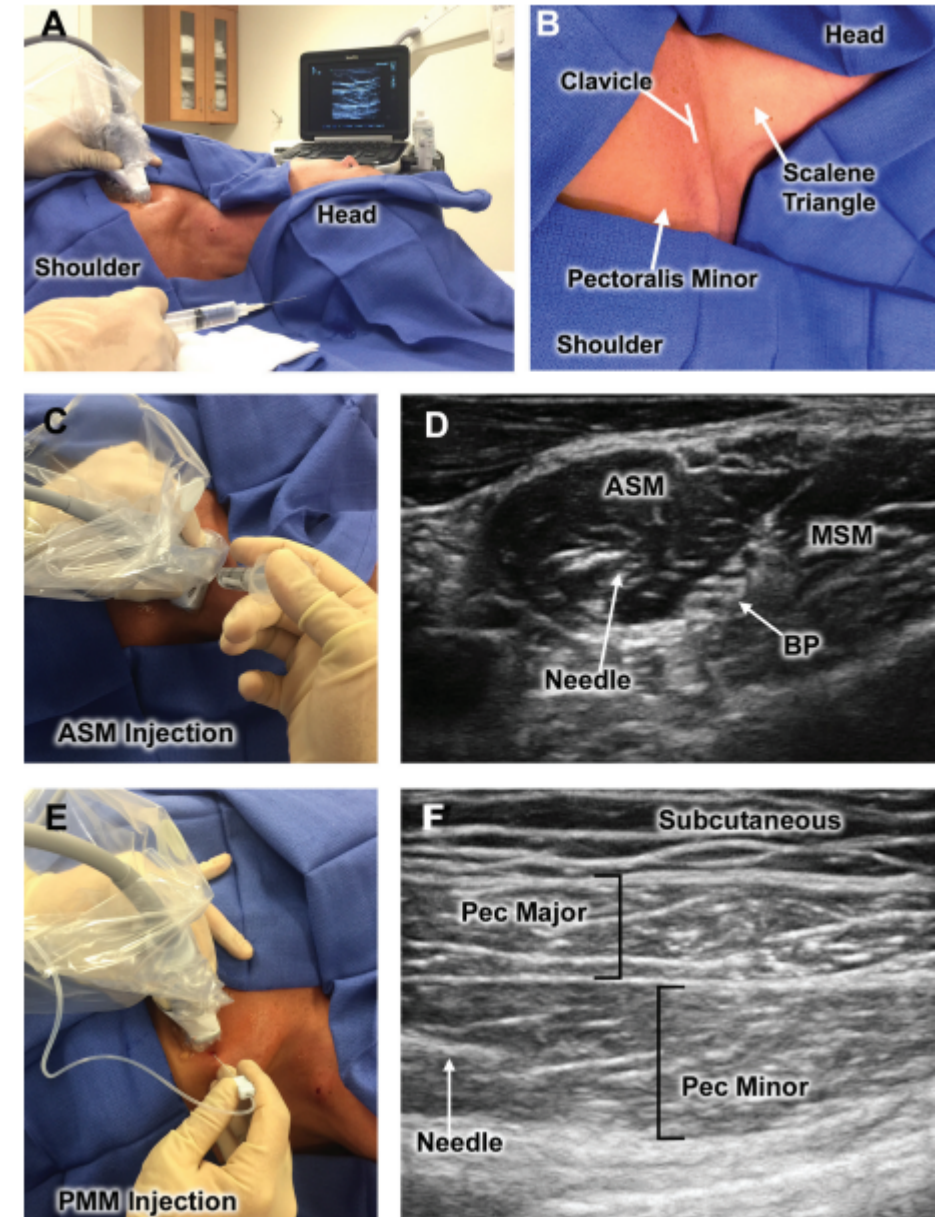 A
Head
Shoulder
B
Head
Clavicle
Scalene
Triangle
Pectoralis Minor
Shoulder
C
ASM Injection
D
ASM
MSM
Needle
BP
E
PMM Injection
F
Subcutaneous
Pec Major
Pec Minor
Needle